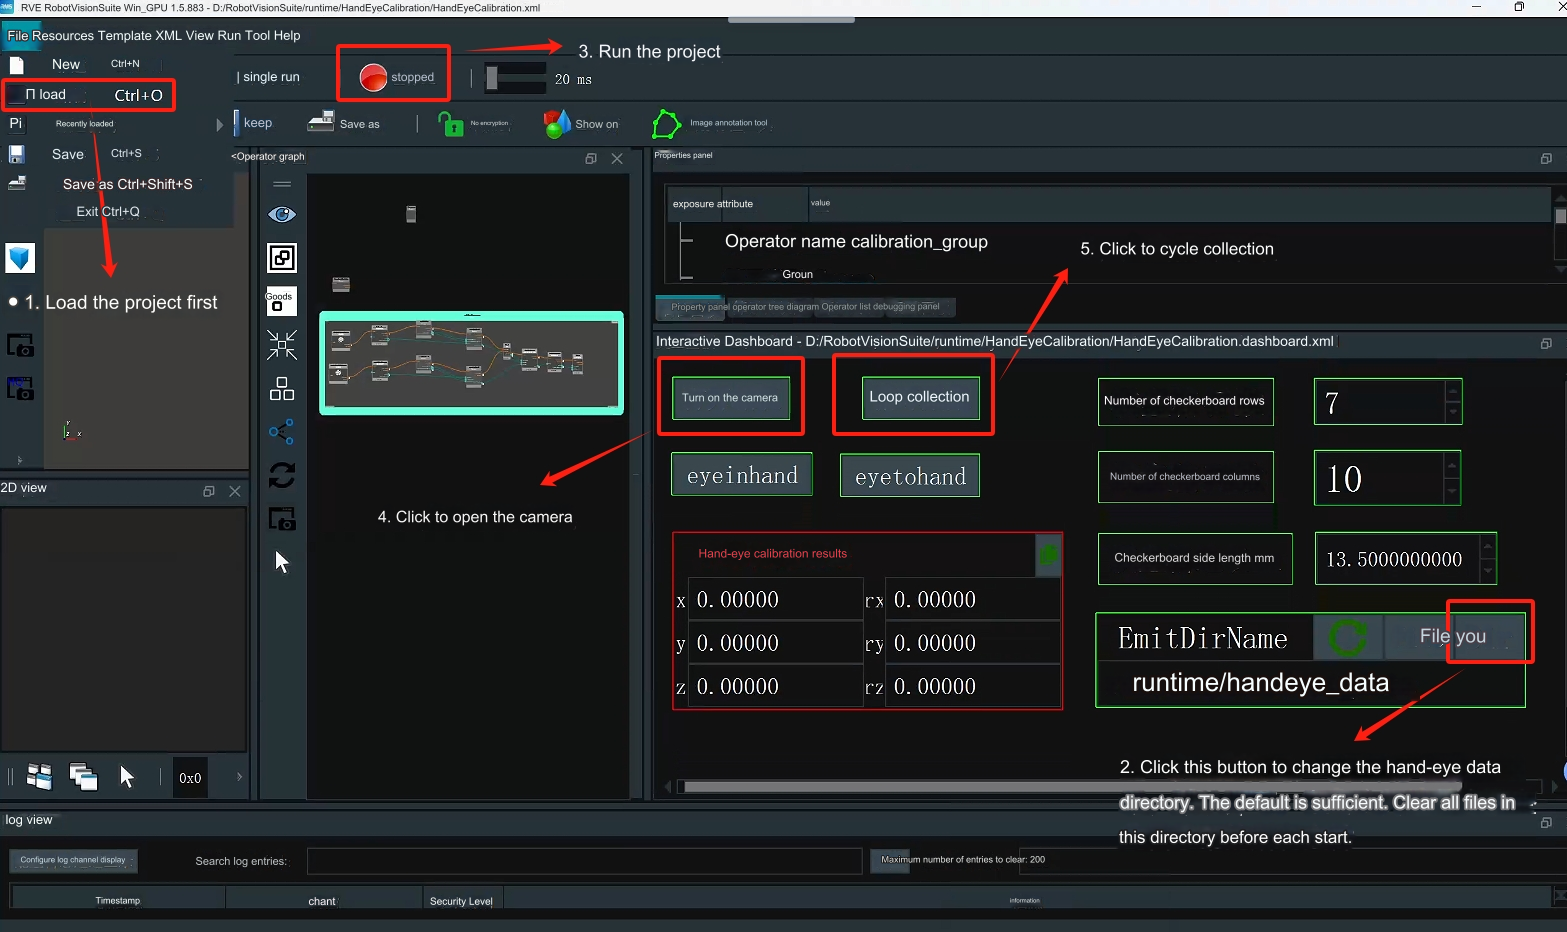 RVE RobotVisionSuite Win_GPU 1.5.883 - D:/RobotVisionSuite/runtime/HandEyeCalibration/HandEyeCalibration.xml
File Resources Template XML View Run Tool Help
New Ctrl+N
Π load Ctrl+O
Pi Recently loaded
Save Ctrl+S
Save as Ctrl+Shift+S
Exit Ctrl+Q
| single run
stopped
20 ms
3. Run the project
keep
Save as
No encryption
Show on
Image annotation tool
<Operator graph
Goods
1. Load the project first
z x
Properties panel
exposure attribute value
Operator name calibration_group
Groun
5. Click to cycle collection
Property panel operator tree diagram Operator list debugging panel
Interactive Dashboard - D:/RobotVisionSuite/runtime/HandEyeCalibration/HandEyeCalibration.dashboard.xml
Turn on the camera
Loop collection
Number of checkerboard rows
7
eyeinhand
eyetohand
Number of checkerboard columns
10
4. Click to open the camera
Hand-eye calibration results
x 0.00000 rx 0.00000
y 0.00000 ry 0.00000
z 0.00000 rz 0.00000
Checkerboard side length mm
13.5000000000
EmitDirName
File you
runtime/handeye_data
2. Click this button to change the hand-eye data
directory. The default is sufficient. Clear all files in
this directory before each start.
2D view
0x0
log view
Configure log channel display
Search log entries:
Maximum number of entries to clear: 200
Timestamp chant Security Level information